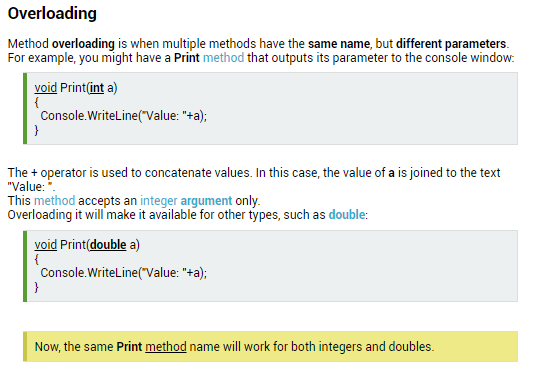 Overloading
Method overloading is when multiple methods have the same name, but different parameters.
For example, you might have a Print method that outputs its parameter to the console window:
void Print(int a)
{
Console.WriteLine("Value: "+a);
}
The + operator is used to concatenate values. In this case, the value of a is joined to the text
"Value: ".
This method accepts an integer argument only.
Overloading it will make it available for other types, such as double:
void Print(double a)
{
Console.WriteLine("Value: "+a);
}
Now, the same Print method name will work for both integers and doubles.